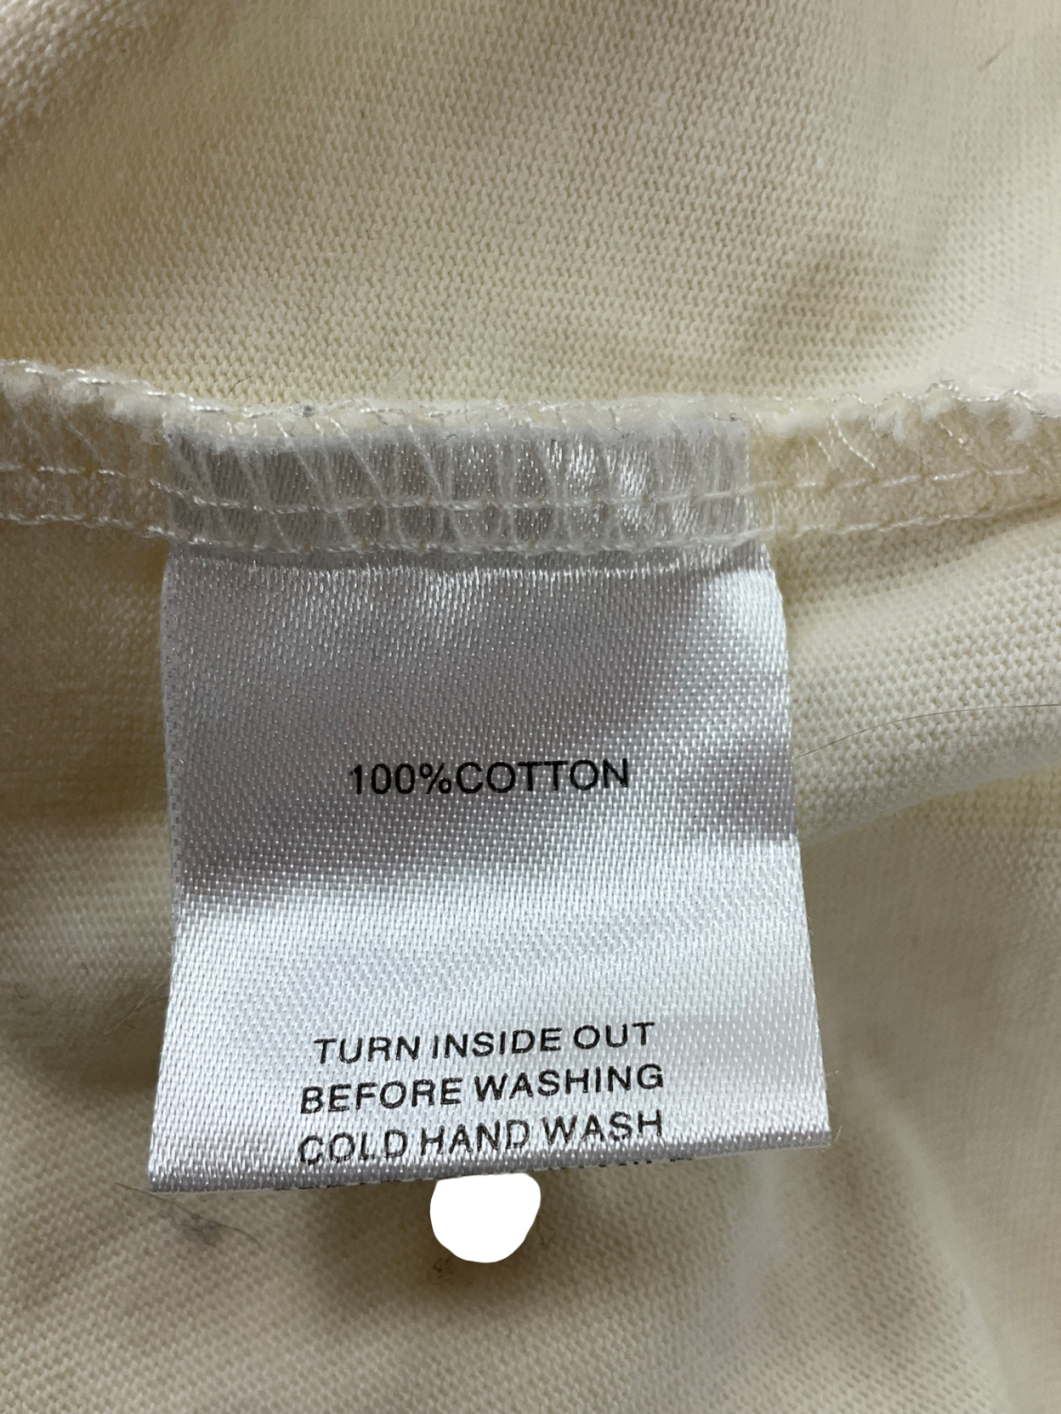 100%COTTON
TURN INSIDE OUT
BEFORE WASHING
COLD HAND WASH